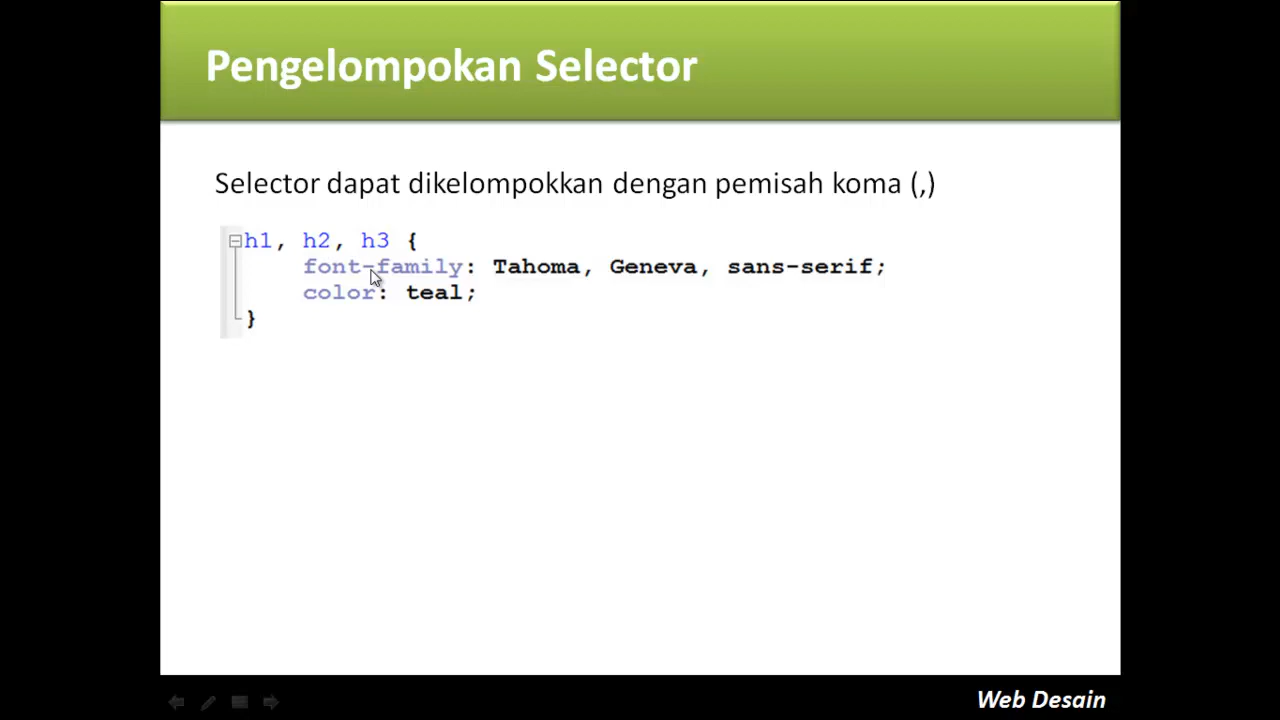 Pengelompokan Selector
Selector dapat dikelompokkan dengan pemisah koma (,)
h1, h2, h3 {
font-family: Tahoma, Geneva, sans-serif;
color: teal;
}
Web Desain